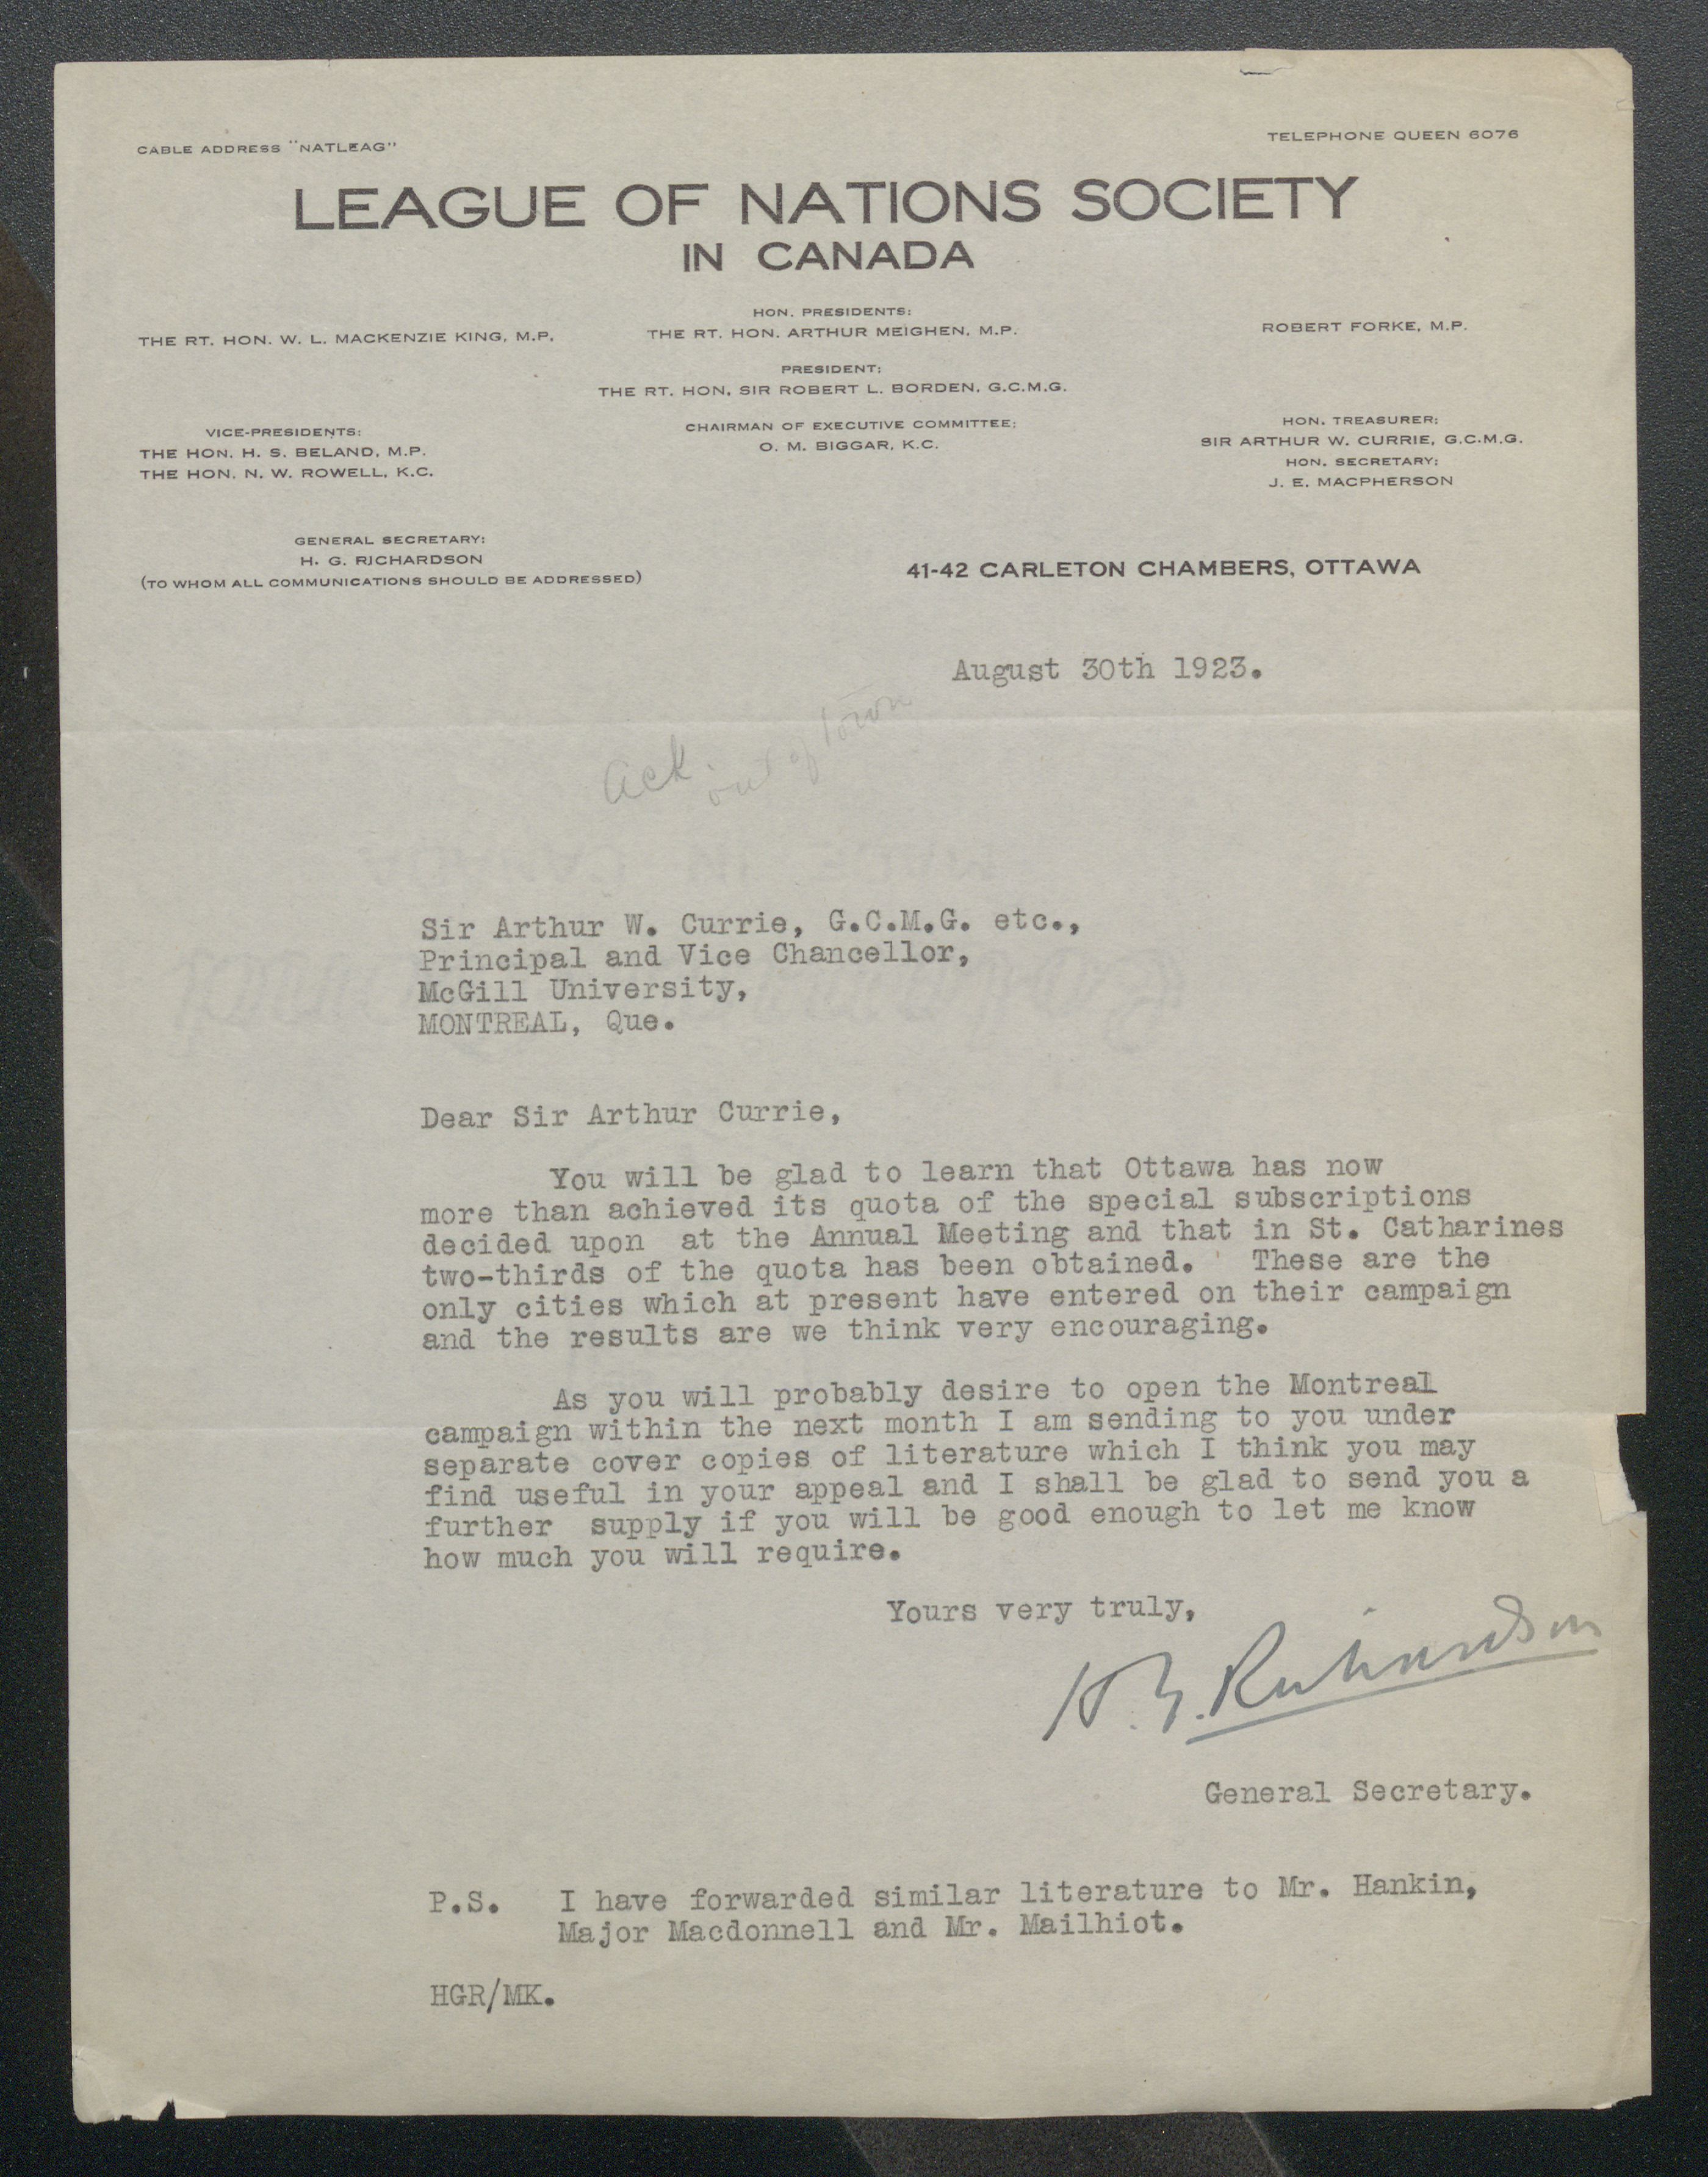 CABLE ADDRESS "NATLEAG"
TELEPHONE QUEEN 6076
LEAGUE OF NATIONS SOCIETY
IN CANADA
HON. PRESIDENTS:
THE RT. HON. W. L. MACKENZIE KING, M.P.
THE RT. HON. ARTHUR MEIGHEN, M.P.
ROBERT FORKE, M.P.
PRESIDENT:
THE RT. HON. SIR ROBERT L. BORDEN, G.C.M.G.
VICE-PRESIDENTS:
THE HON. H. S. BELAND, M.P.
THE HON. N. W. ROWELL, K.C.
CHAIRMAN OF EXECUTIVE COMMITTEE:
O. M. BIGGAR, K.C.
HON. TREASURER:
SIR ARTHUR W. CURRIE, G.C.M.G.
HON. SECRETARY:
J. E. MACPHERSON
GENERAL SECRETARY:
H. G. RICHARDSON
(TO WHOM ALL COMMUNICATIONS SHOULD BE ADDRESSED)
41-42 CARLETON CHAMBERS, OTTAWA
August 30th 1923.
Ack.
out of town
Sir Arthur W. Currie, G.C.M.G. etc.,
Principal and Vice Chancellor,
McGill University,
MONTREAL, Que.
Dear Sir Arthur Currie,
You will be glad to learn that Ottawa has now
more than achieved its quota of the special subscriptions
decided upon at the Annual Meeting and that in St. Catharines
two-thirds of the quota has been obtained. These are the
only cities which at present have entered on their campaign
and the results are we think very encouraging.
As you will probably desire to open the Montreal
campaign within the next month I am sending to you under
separate cover copies of literature which I think you may
find useful in your appeal and I shall be glad to send you a
further supply if you will be good enough to let me know
how much you will require.
Yours very truly,
H. G. Richardson
General Secretary.
P.S. I have forwarded similar literature to Mr. Hankin,
Major Macdonnell and Mr. Mailhiot.
HGR/MK.